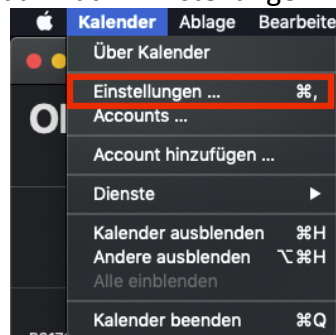 Kalender Ablage Bearbeite
Über Kalender
Einstellungen ... ⌘,
Accounts ...
Account hinzufügen ...
Dienste ▶
Kalender ausblenden ⌘H
Andere ausblenden ⌥⌘H
Alle einblenden
Kalender beenden ⌘Q